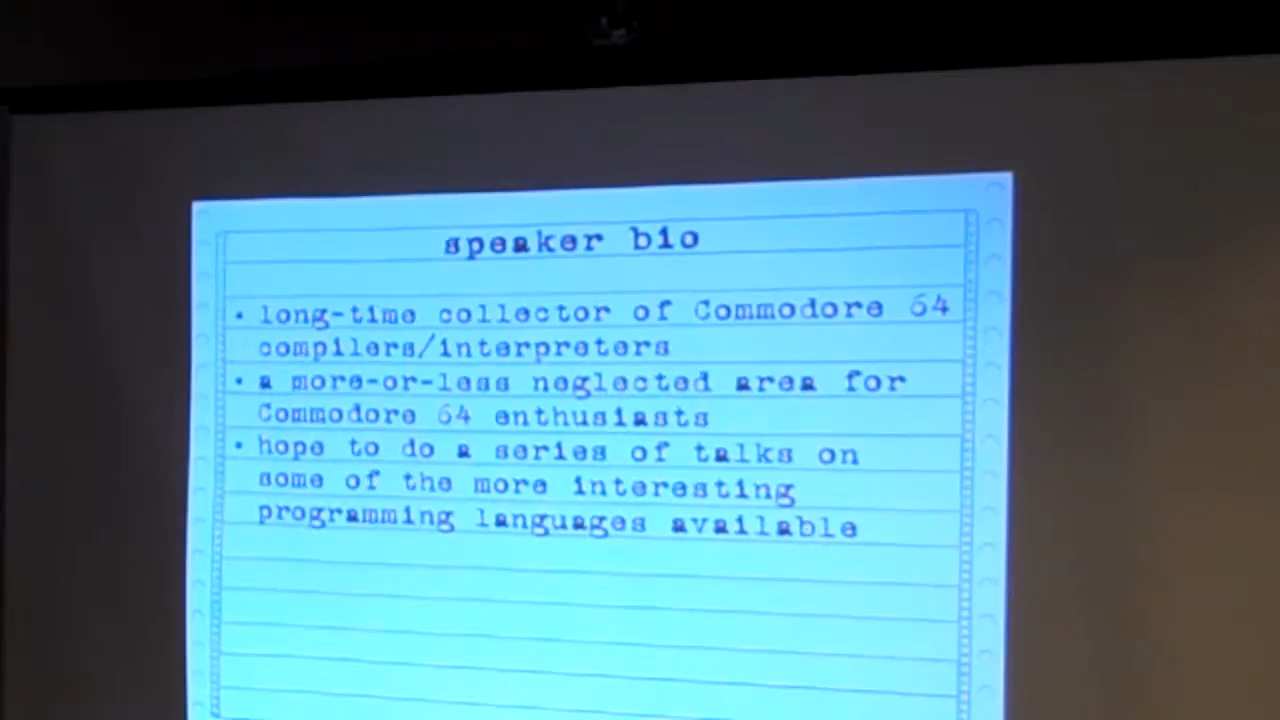 speaker bio
• long-time collector of Commodore 64
compilers/interpreters
• a more-or-less neglected area for
Commodore 64 enthusiasts
• hope to do a series of talks on
some of the more interesting
programming languages available